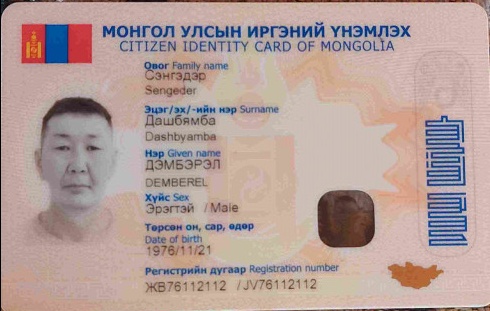 МОНГОЛ УЛСЫН ИРГЭНИЙ ҮНЭМЛЭХ
CITIZEN IDENTITY CARD OF MONGOLIA
Овог Family name
Сэнгэдэр
Sengeder
Эцэг/эх/-ийн нэр Surname
Дашбямба
Dashbyamba
Нэр Given name
ДЭМБЭРЭЛ
DEMBEREL
Хүйс Sex
Эрэгтэй / Male
Төрсөн он, сар, өдөр
Date of birth
1976/11/21
Регистрийн дугаар Registration number
ЖВ76112112 / JV76112112